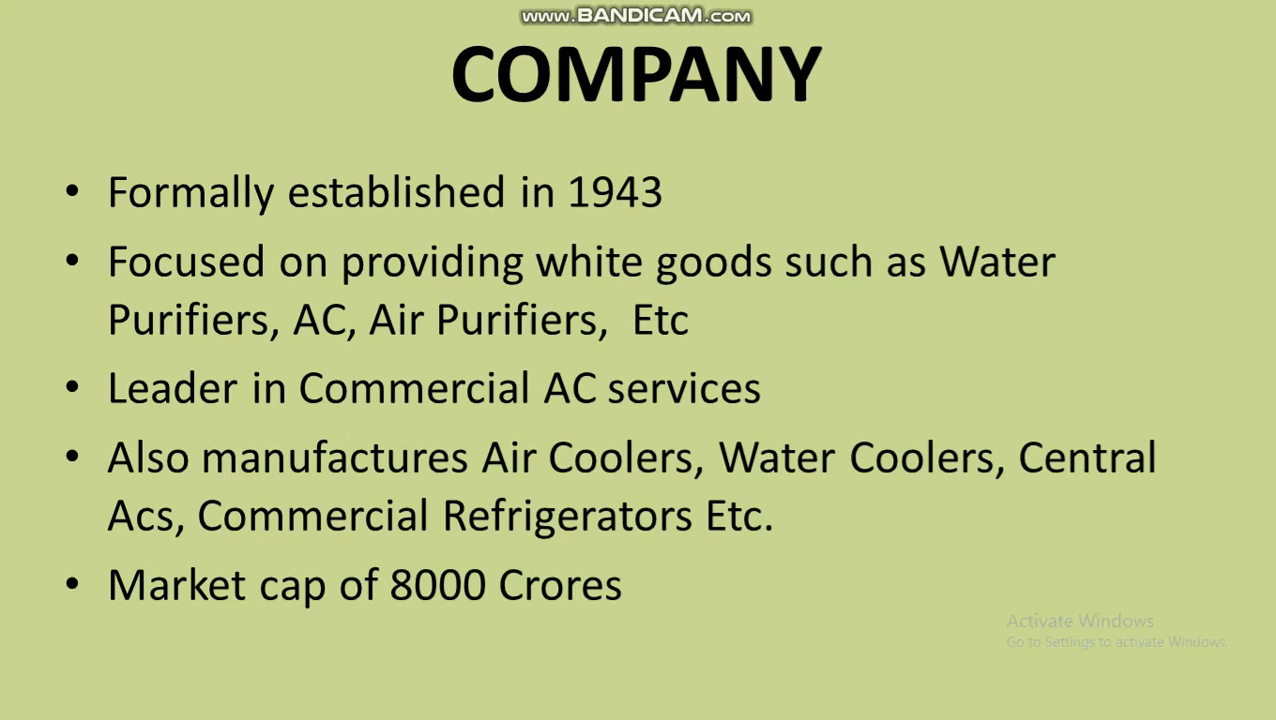 www.BANDICAM.com
COMPANY
• Formally established in 1943
• Focused on providing white goods such as Water
Purifiers, AC, Air Purifiers,  Etc
• Leader in Commercial AC services
• Also manufactures Air Coolers, Water Coolers, Central
Acs, Commercial Refrigerators Etc.
• Market cap of 8000 Crores
Activate Windows
Go to Settings to activate Windows.